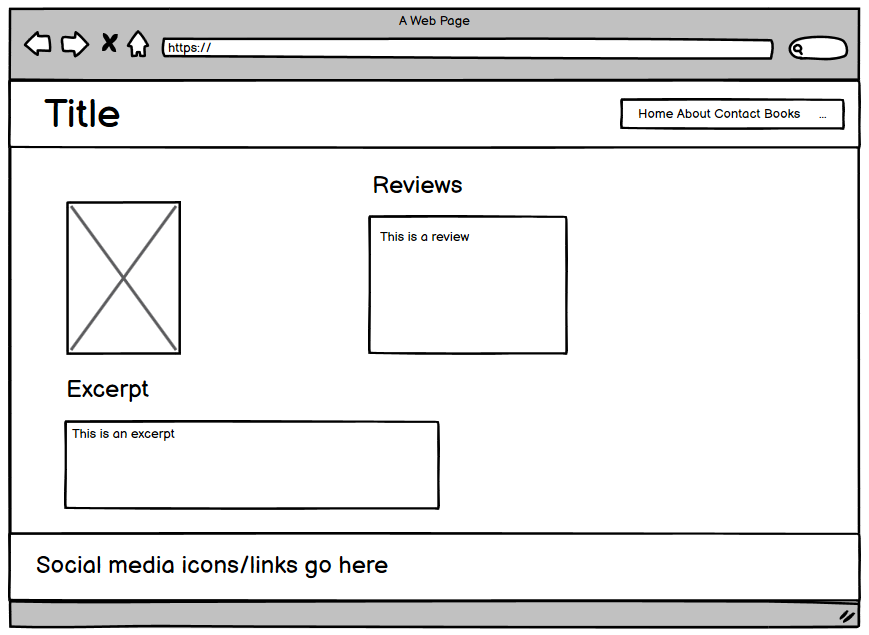 A Web Page
https://
Title
Home About Contact Books ...
Reviews
This is a review
Excerpt
This is an excerpt
Social media icons/links go here